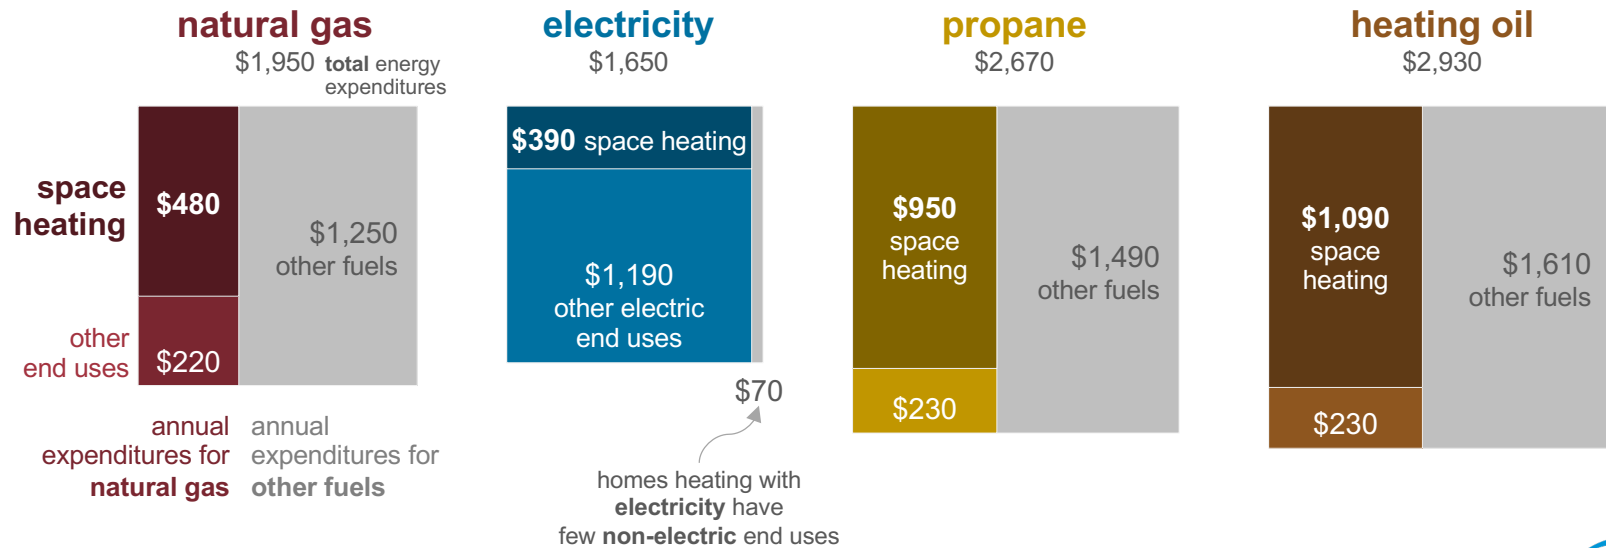 natural gas
$1,950 total energy
expenditures
space
heating
$480
other
end uses
$220
$1,250
other fuels
annual
expenditures for
natural gas
annual
expenditures for
other fuels
electricity
$1,650
$390 space heating
$1,190
other electric
end uses
$70
homes heating with
electricity have
few non-electric end uses
propane
$2,670
$950
space
heating
$230
$1,490
other fuels
heating oil
$2,930
$1,090
space
heating
$230
$1,610
other fuels